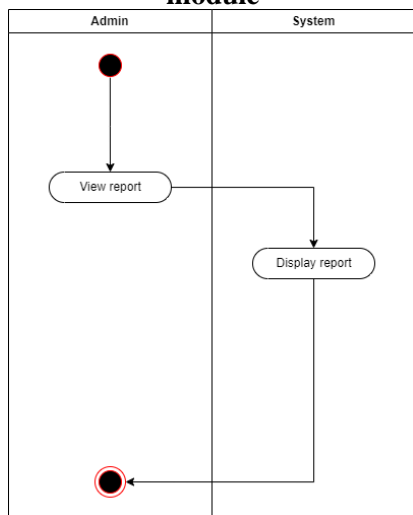 module
Admin
System
View report
Display report